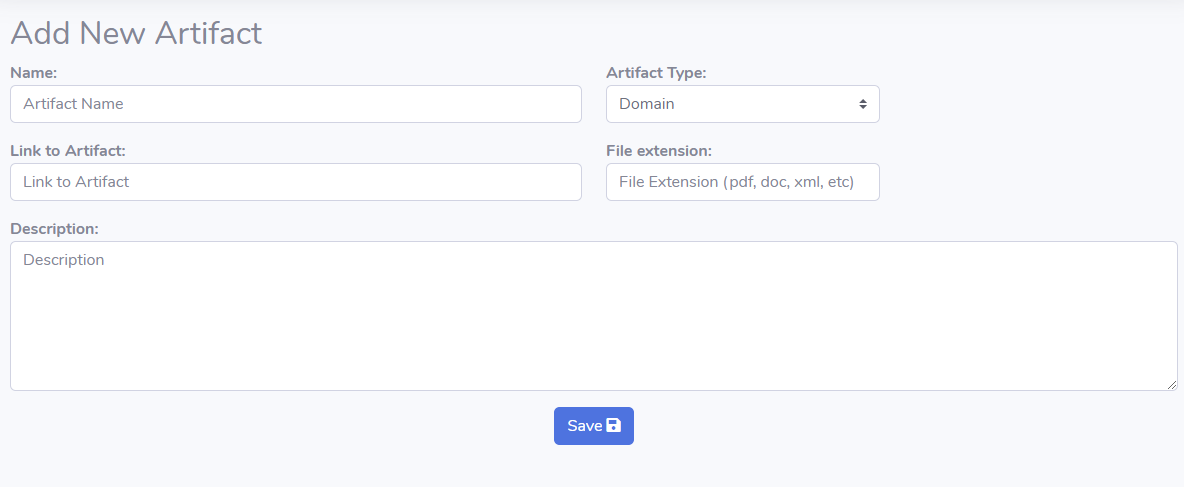 Add New Artifact
Name:
Artifact Type:
Artifact Name
Domain
Link to Artifact:
File extension:
Link to Artifact
File Extension (pdf, doc, xml, etc)
Description:
Description
Save